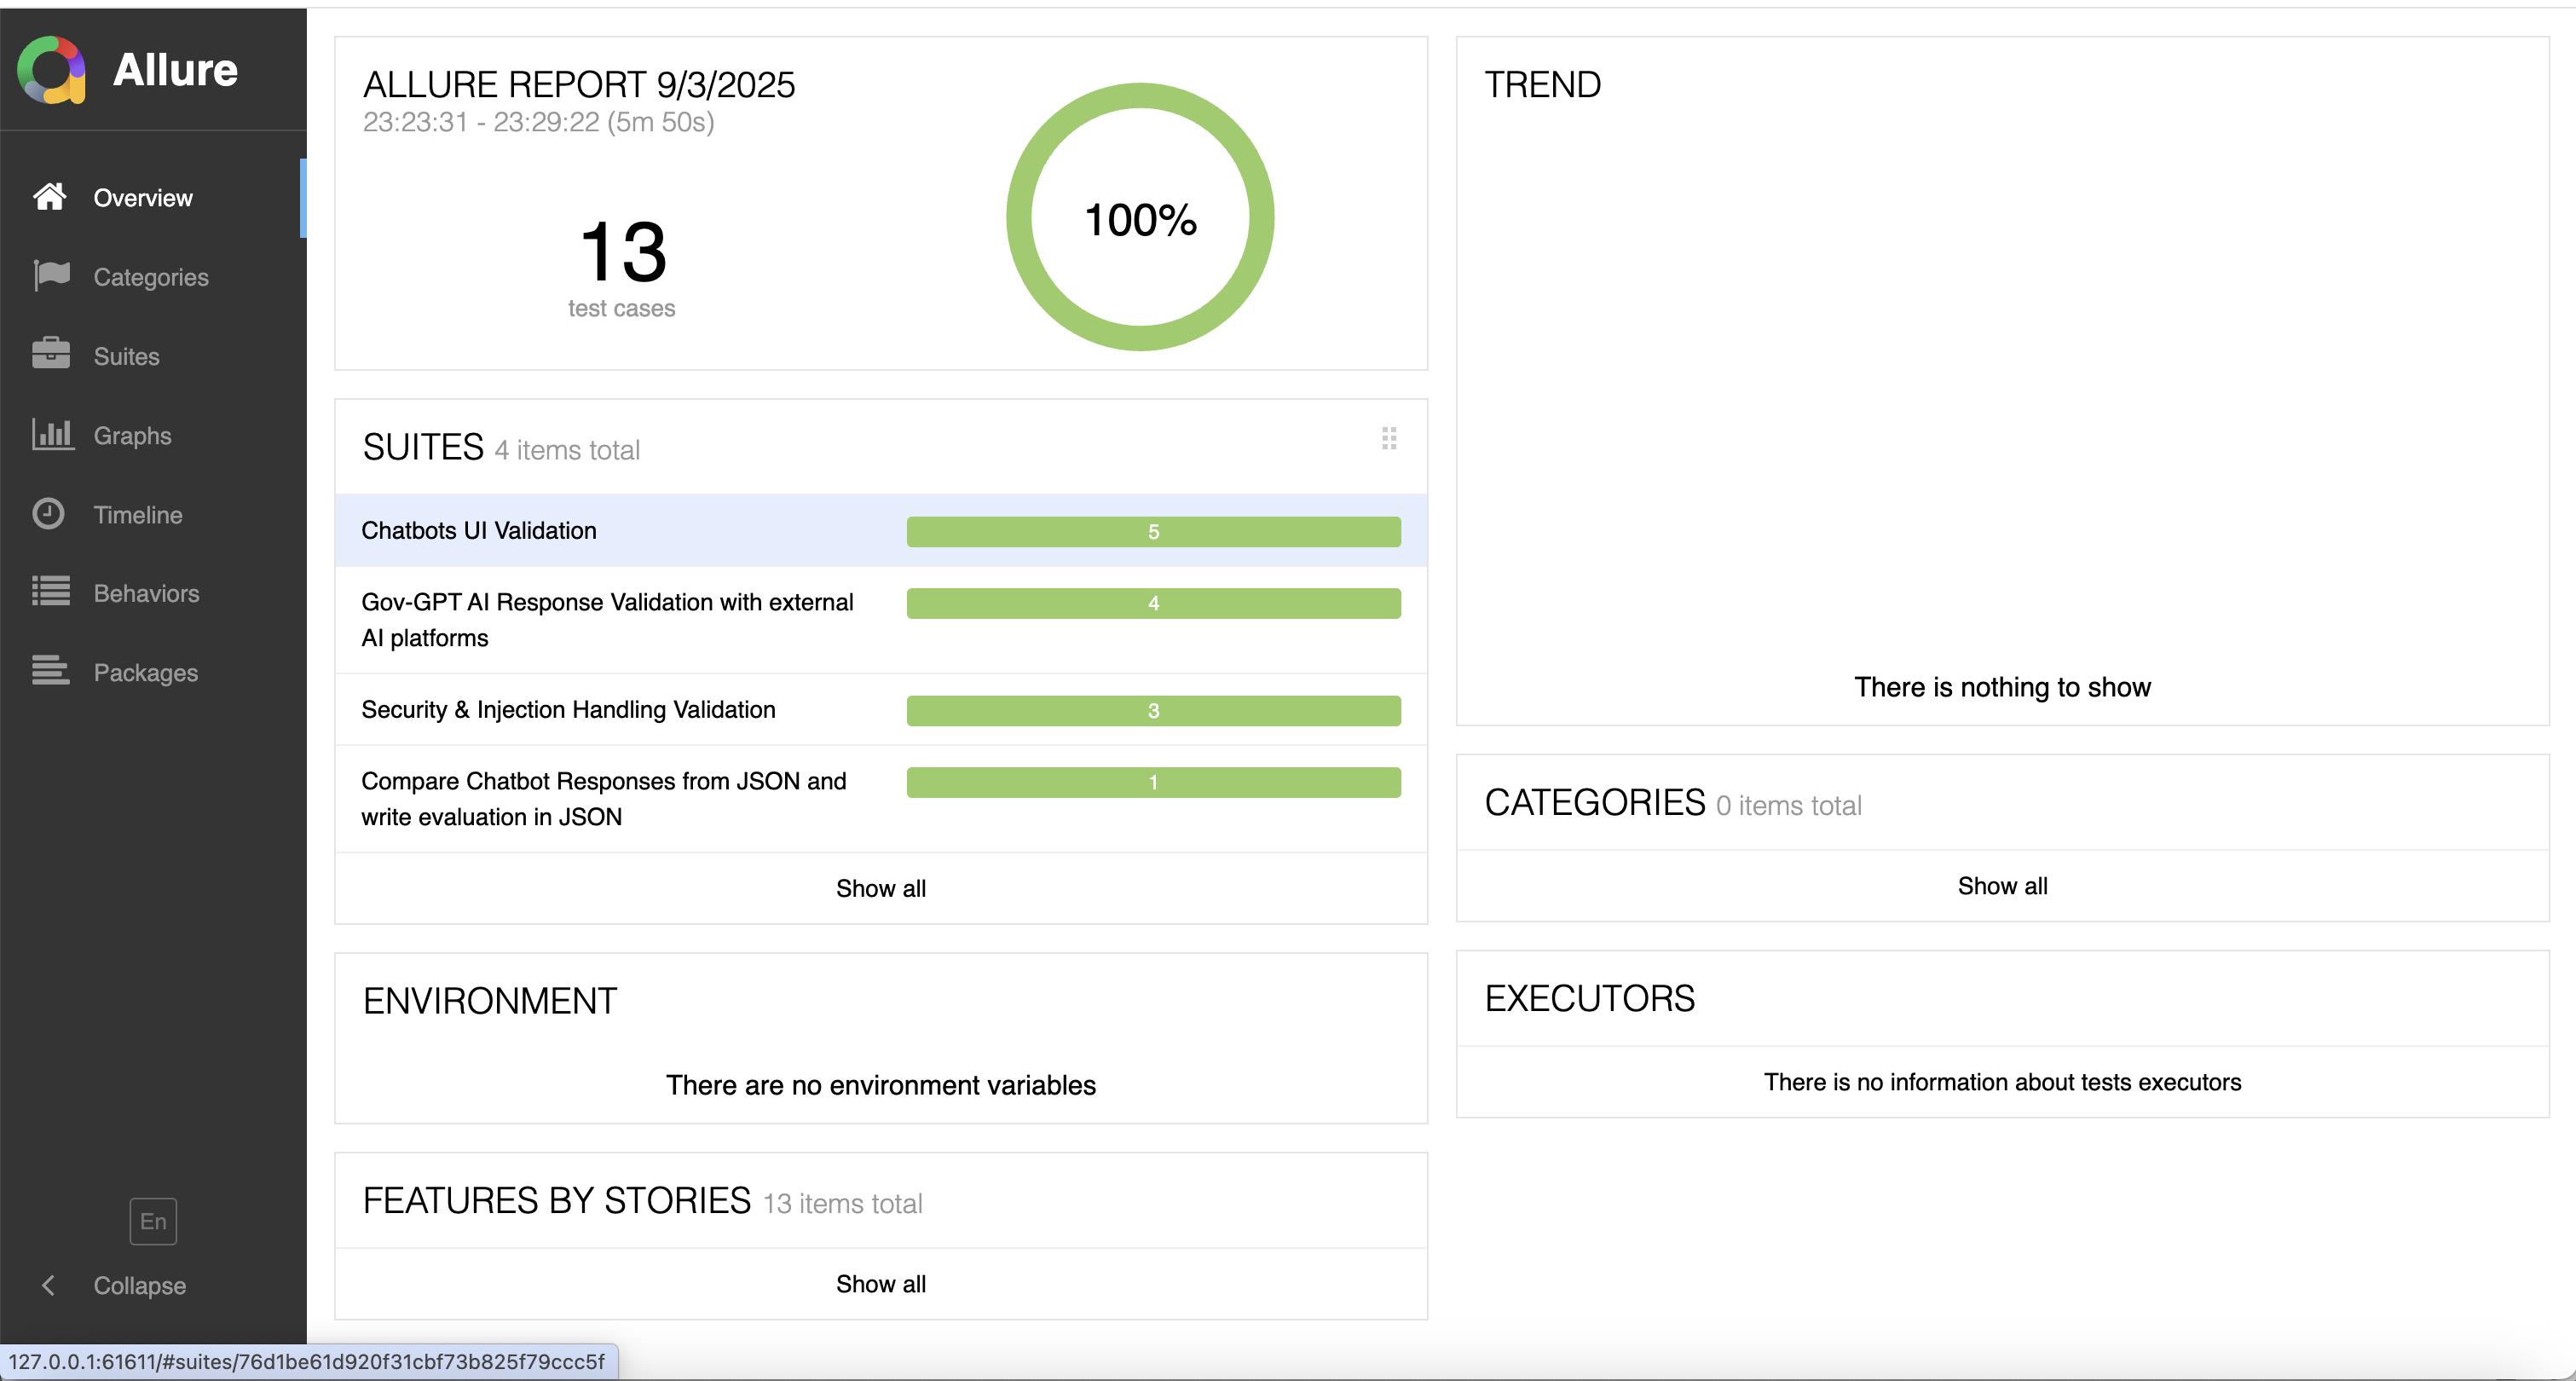 Allure
Overview
Categories
Suites
Graphs
Timeline
Behaviors
Packages
En
Collapse
ALLURE REPORT 9/3/2025
23:23:31 - 23:29:22 (5m 50s)
13
test cases
100%
SUITES 4 items total
Chatbots UI Validation 5
Gov-GPT AI Response Validation with external 4
AI platforms
Security & Injection Handling Validation 3
Compare Chatbot Responses from JSON and 1
write evaluation in JSON
Show all
ENVIRONMENT
There are no environment variables
FEATURES BY STORIES 13 items total
Show all
TREND
There is nothing to show
CATEGORIES 0 items total
Show all
EXECUTORS
There is no information about tests executors
127.0.0.1:61611/#suites/76d1be61d920f31cbf73b825f79ccc5f